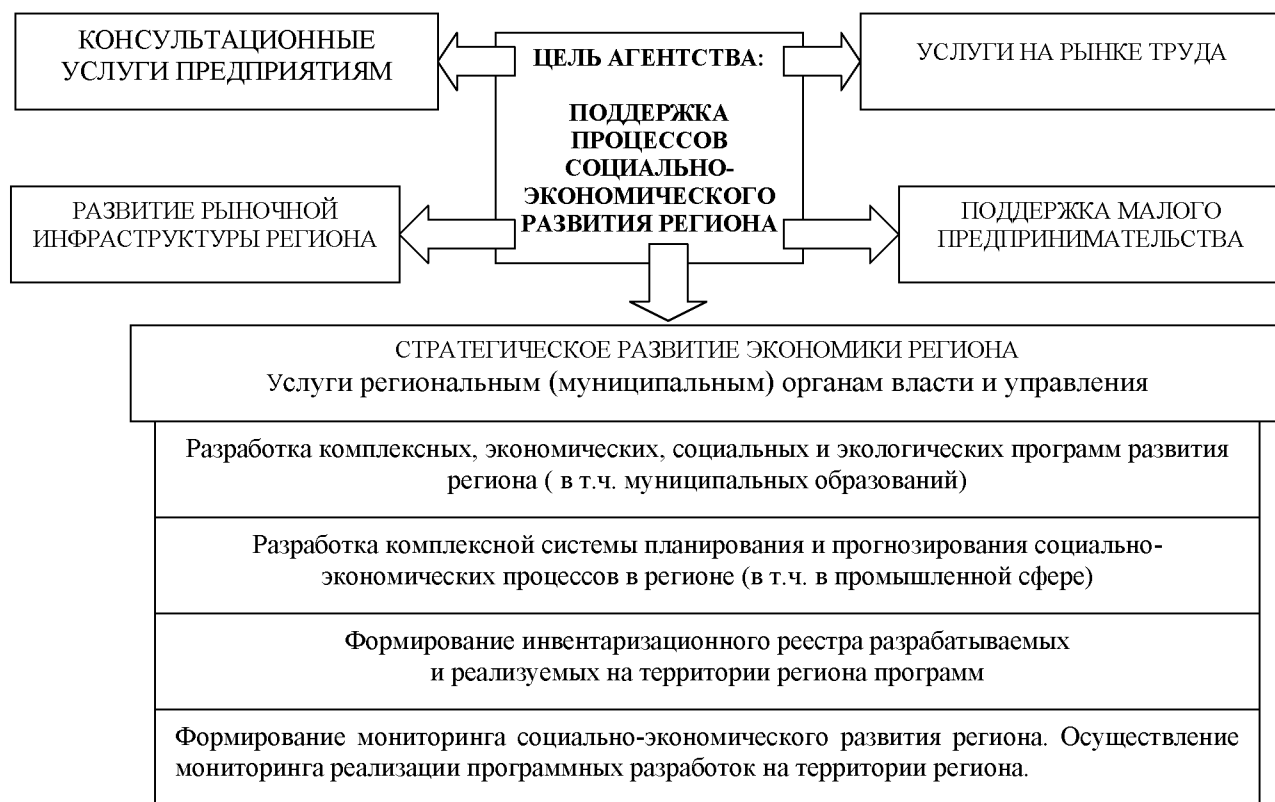 КОНСУЛЬТАЦИОННЫЕ
УСЛУГИ ПРЕДПРИЯТИЯМ
ЦЕЛЬ АГЕНТСТВА:
ПОДДЕРЖКА
ПРОЦЕССОВ
СОЦИАЛЬНО-
ЭКОНОМИЧЕСКОГО
РАЗВИТИЯ РЕГИОНА
УСЛУГИ НА РЫНКЕ ТРУДА
РАЗВИТИЕ РЫНОЧНОЙ
ИНФРАСТРУКТУРЫ РЕГИОНА
ПОДДЕРЖКА МАЛОГО
ПРЕДПРИНИМАТЕЛЬСТВА
СТРАТЕГИЧЕСКОЕ РАЗВИТИЕ ЭКОНОМИКИ РЕГИОНА
Услуги региональным (муниципальным) органам власти и управления
Разработка комплексных, экономических, социальных и экологических программ развития
региона ( в т.ч. муниципальных образований)
Разработка комплексной системы планирования и прогнозирования социально-
экономических процессов в регионе (в т.ч. в промышленной сфере)
Формирование инвентаризационного реестра разрабатываемых
и реализуемых на территории региона программ
Формирование мониторинга социально-экономического развития региона. Осуществление
мониторинга реализации программных разработок на территории региона.